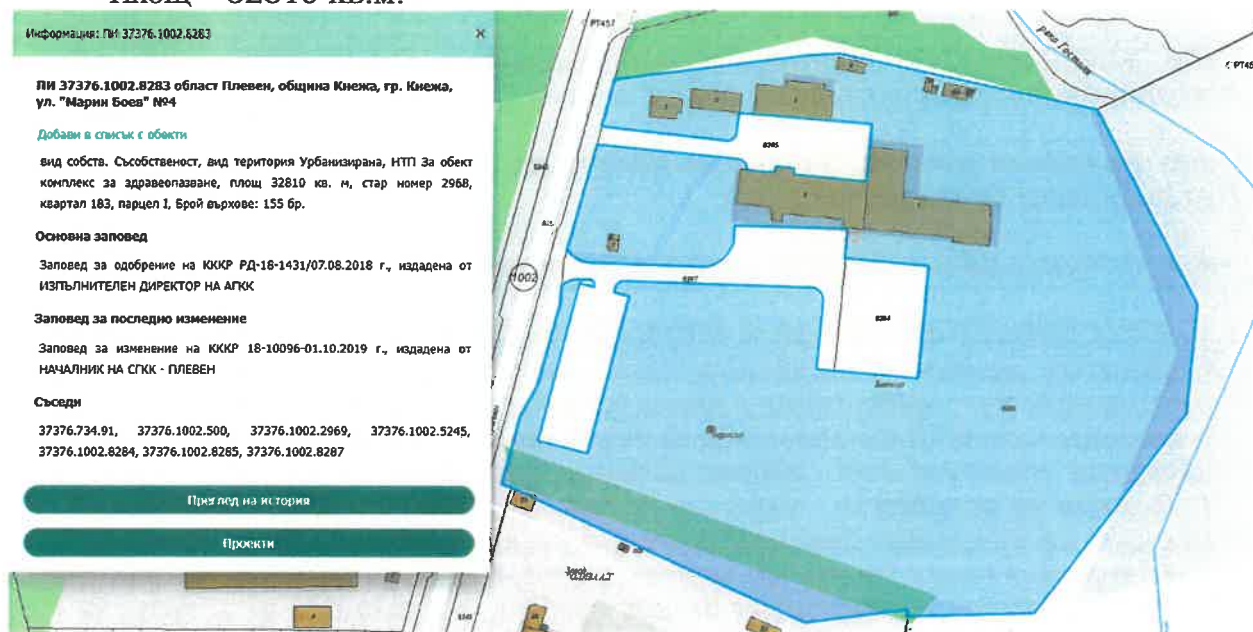 Информация: ПИ 37376.1002.8283
ПИ 37376.1002.8283 област Плевен, община Кнежа, гр. Кнежа,
ул. "Марин Боев" №4
Добави в списък с обекти
вид собств. Съсобственост, вид територия Урбанизирана, НТП За обект
комплекс за здравеопазване, площ 32810 кв. м, стар номер 2968,
квартал 183, парцел I, Брой върхове: 155 бр.
Основна заповед
Заповед за одобрение на КККР РД-18-1431/07.08.2018 г., издадена от
ИЗПЪЛНИТЕЛЕН ДИРЕКТОР НА АГКК
Заповед за последно изменение
Заповед за изменение на КККР 18-10096-01.10.2019 г., издадена от
НАЧАЛНИК НА СГКК - ПЛЕВЕН
Съседи
37376.734.91, 37376.1002.500, 37376.1002.2969, 37376.1002.5245,
37376.1002.8284, 37376.1002.8285, 37376.1002.8287
Преглед на история
Проекти
РТ457
река Гостиля
8285
1002
8287
8284